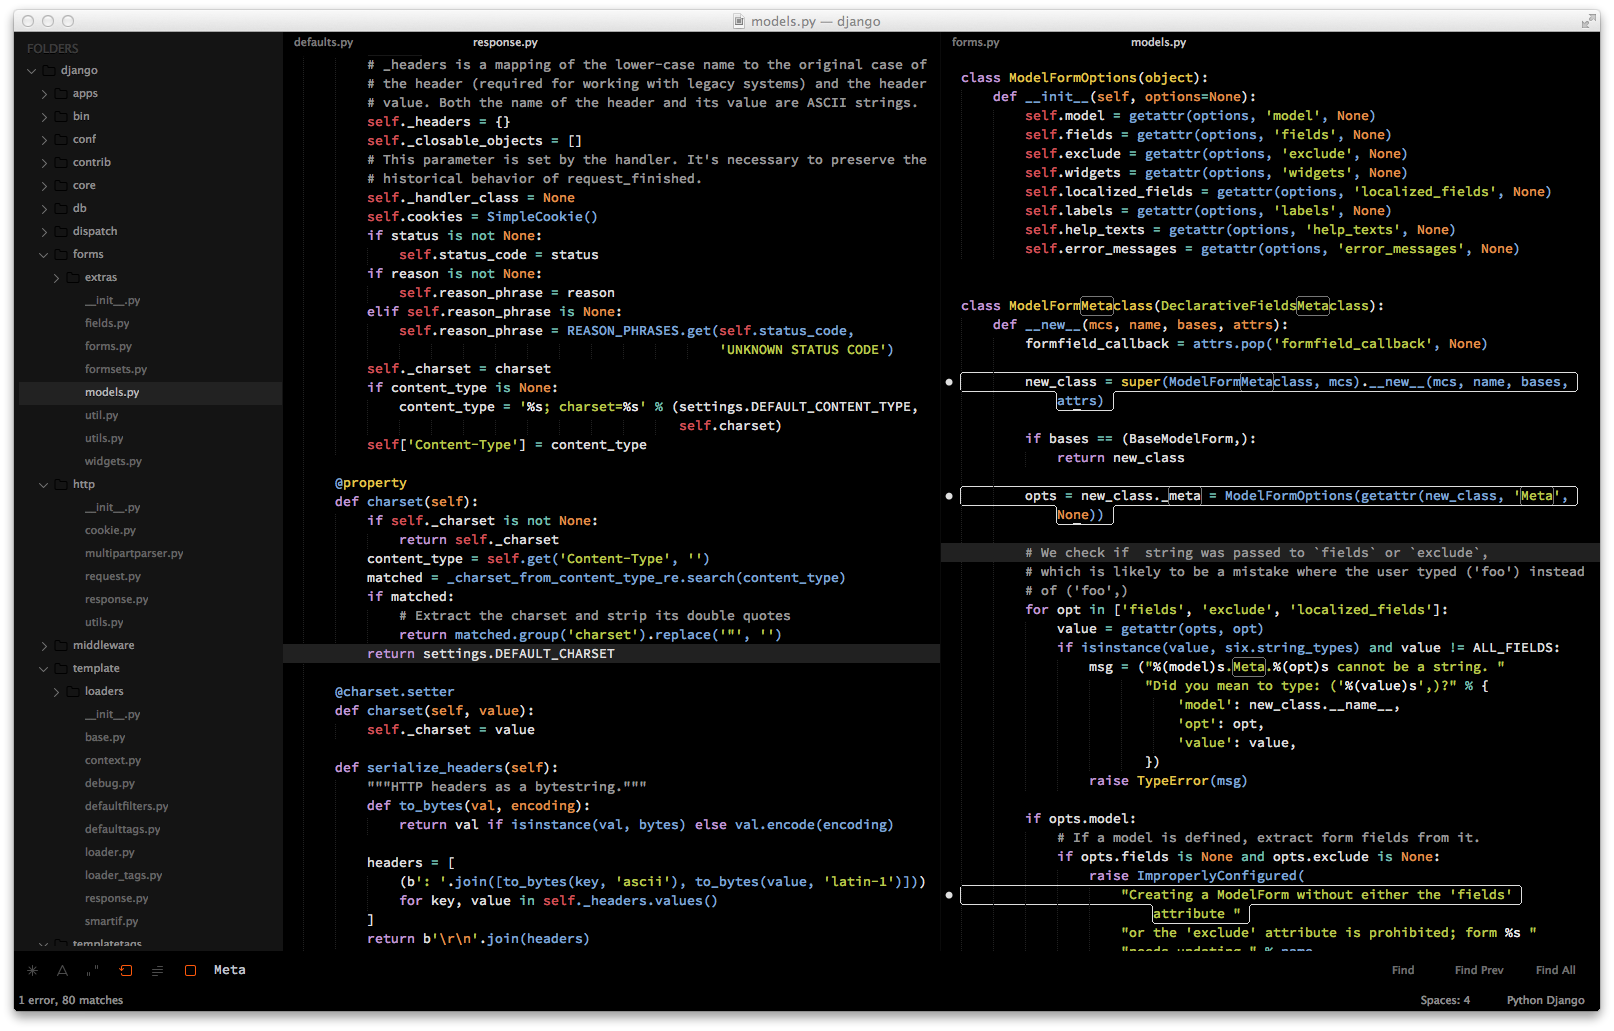 models.py — django
FOLDERS
django
apps
bin
conf
contrib
core
db
dispatch
forms
extras
__init__.py
fields.py
forms.py
formsets.py
models.py
util.py
utils.py
widgets.py
http
__init__.py
cookie.py
multipartparser.py
request.py
response.py
utils.py
middleware
template
loaders
__init__.py
base.py
context.py
debug.py
defaultfilters.py
defaulttags.py
loader.py
loader_tags.py
response.py
smartif.py
templatetags
defaults.py response.py
# _headers is a mapping of the lower-case name to the original case of
# the header (required for working with legacy systems) and the header
# value. Both the name of the header and its value are ASCII strings.
self._headers = {}
self._closable_objects = []
# This parameter is set by the handler. It's necessary to preserve the
# historical behavior of request_finished.
self._handler_class = None
self.cookies = SimpleCookie()
if status is not None:
self.status_code = status
if reason is not None:
self.reason_phrase = reason
elif self.reason_phrase is None:
self.reason_phrase = REASON_PHRASES.get(self.status_code,
'UNKNOWN STATUS CODE')
self._charset = charset
if content_type is None:
content_type = '%s; charset=%s' % (settings.DEFAULT_CONTENT_TYPE,
self.charset)
self['Content-Type'] = content_type
@property
def charset(self):
if self._charset is not None:
return self._charset
content_type = self.get('Content-Type', '')
matched = _charset_from_content_type_re.search(content_type)
if matched:
# Extract the charset and strip its double quotes
return matched.group('charset').replace('"', '')
return settings.DEFAULT_CHARSET
@charset.setter
def charset(self, value):
self._charset = value
def serialize_headers(self):
"""HTTP headers as a bytestring."""
def to_bytes(val, encoding):
return val if isinstance(val, bytes) else val.encode(encoding)
headers = [
(b': '.join([to_bytes(key, 'ascii'), to_bytes(value, 'latin-1')]))
for key, value in self._headers.values()
]
return b'\r\n'.join(headers)
forms.py models.py
class ModelFormOptions(object):
def __init__(self, options=None):
self.model = getattr(options, 'model', None)
self.fields = getattr(options, 'fields', None)
self.exclude = getattr(options, 'exclude', None)
self.widgets = getattr(options, 'widgets', None)
self.localized_fields = getattr(options, 'localized_fields', None)
self.labels = getattr(options, 'labels', None)
self.help_texts = getattr(options, 'help_texts', None)
self.error_messages = getattr(options, 'error_messages', None)
class ModelFormMetaclass(DeclarativeFieldsMetaclass):
def __new__(mcs, name, bases, attrs):
formfield_callback = attrs.pop('formfield_callback', None)
new_class = super(ModelFormMetaclass, mcs).__new__(mcs, name, bases,
attrs)
if bases == (BaseModelForm,):
return new_class
opts = new_class._meta = ModelFormOptions(getattr(new_class, 'Meta',
None))
# We check if  string was passed to `fields` or `exclude`,
# which is likely to be a mistake where the user typed ('foo') instead
# of ('foo',)
for opt in ['fields', 'exclude', 'localized_fields']:
value = getattr(opts, opt)
if isinstance(value, six.string_types) and value != ALL_FIELDS:
msg = ("%(model)s.Meta.%(opt)s cannot be a string. "
"Did you mean to type: ('%(value)s',)?" % {
'model': new_class.__name__,
'opt': opt,
'value': value,
})
raise TypeError(msg)
if opts.model:
# If a model is defined, extract form fields from it.
if opts.fields is None and opts.exclude is None:
raise ImproperlyConfigured(
"Creating a ModelForm without either the 'fields'
attribute "
"or the 'exclude' attribute is prohibited; form %s "
"needs updating." % name
Meta
Find Find Prev Find All
1 error, 80 matches
Spaces: 4 Python Django